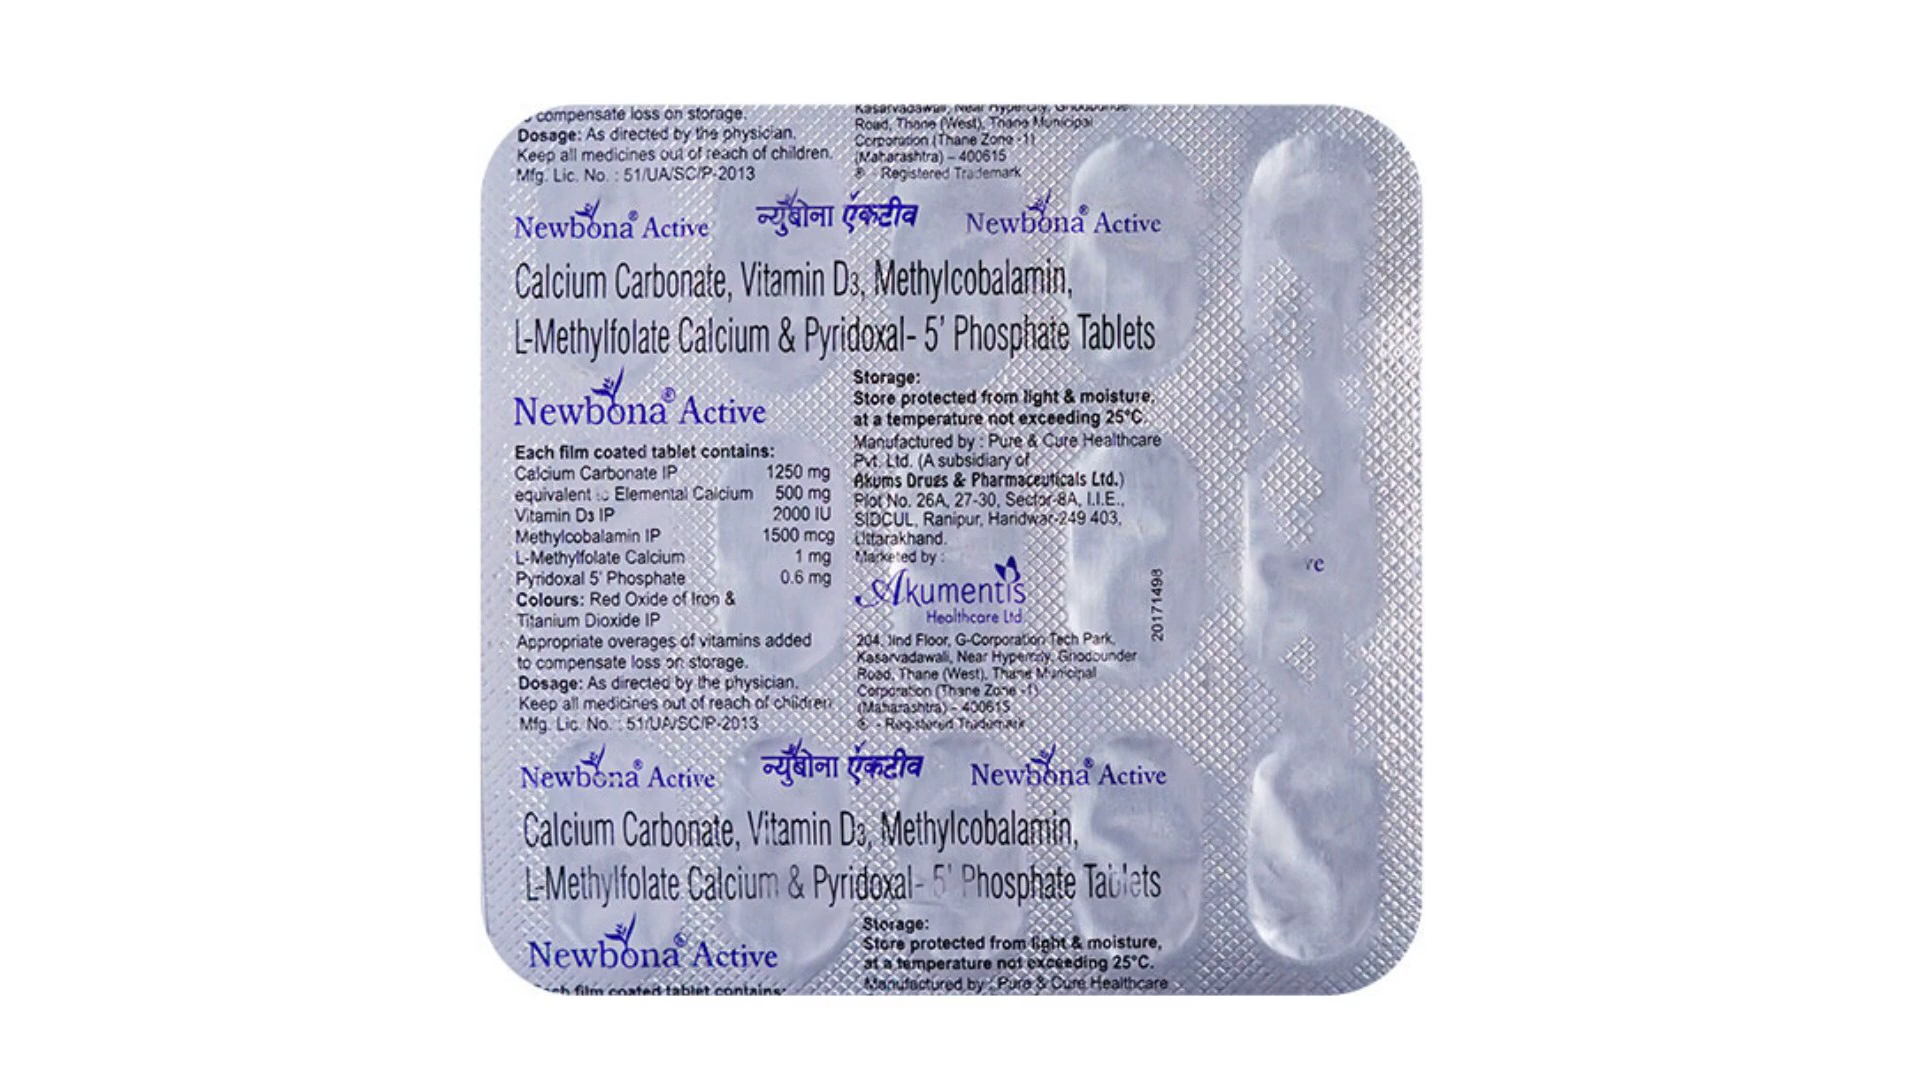 compensate loss on storage.
Dosage: As directed by the physician.
Keep all medicines out of reach of children.
Mfg. Lic. No. : 51/UA/SC/P-2013
Kasarvadawali, Near Hypercity, Ghodbunder
Road, Thane (West), Thane Municipal
Corporation (Thane Zone -1)
(Maharashtra) – 400615
® - Registered Trademark
Newbona® Active न्युबोना ऍक्टीव Newbona® Active
Calcium Carbonate, Vitamin D3, Methylcobalamin,
L-Methylfolate Calcium & Pyridoxal- 5' Phosphate Tablets
Newbona® Active
Each film coated tablet contains:
Calcium Carbonate IP 1250 mg
equivalent to Elemental Calcium 500 mg
Vitamin D3 IP 2000 IU
Methylcobalamin IP 1500 mcg
L-Methylfolate Calcium 1 mg
Pyridoxal 5' Phosphate 0.6 mg
Colours: Red Oxide of Iron &
Titanium Dioxide IP
Appropriate overages of vitamins added
to compensate loss on storage.
Dosage: As directed by the physician.
Keep all medicines out of reach of children.
Mfg. Lic. No. : 51/UA/SC/P-2013
Storage:
Store protected from light & moisture,
at a temperature not exceeding 25°C.
Manufactured by : Pure & Cure Healthcare
Pvt. Ltd. (A subsidiary of
Akums Drugs & Pharmaceuticals Ltd.)
Plot No. 26A, 27-30, Sector-8A, I.I.E.,
SIDCUL, Ranipur, Haridwar-249 403,
Uttarakhand.
Marketed by :
Akumentis
Healthcare Ltd.
204, IInd Floor, G-Corporation Tech Park,
Kasarvadawali, Near Hypercity, Ghodbunder
Road, Thane (West), Thane Municipal
Corporation (Thane Zone -1)
(Maharashtra) – 400615
® - Registered Trademark
20171498
ve
Newbona® Active न्युबोना ऍक्टीव Newbona® Active
Calcium Carbonate, Vitamin D3, Methylcobalamin,
L-Methylfolate Calcium & Pyridoxal- 5' Phosphate Tablets
Newbona® Active
Each film coated tablet contains:
Storage:
Store protected from light & moisture,
at a temperature not exceeding 25°C.
Manufactured by : Pure & Cure Healthcare